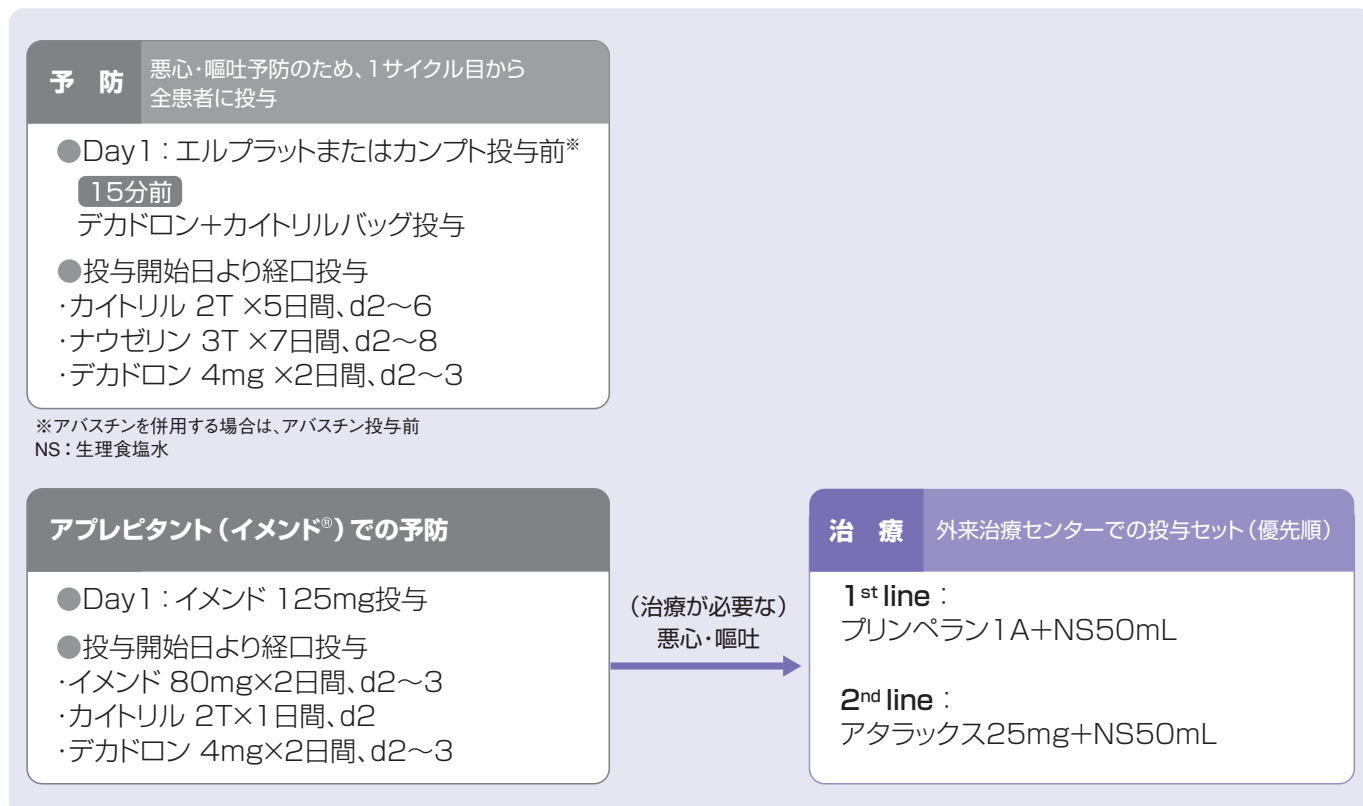 予 防
悪心・嘔吐予防のため、1サイクル目から
全患者に投与
●Day1：エルプラットまたはカンプト投与前※
15分前
デカドロン＋カイトリルバッグ投与
●投与開始日より経口投与
・カイトリル 2T ×5日間、d2〜6
・ナウゼリン 3T ×7日間、d2〜8
・デカドロン 4mg ×2日間、d2〜3
※アバスチンを併用する場合は、アバスチン投与前
NS：生理食塩水
アプレピタント（イメンド®）での予防
●Day1：イメンド 125mg投与
●投与開始日より経口投与
・イメンド 80mg×2日間、d2〜3
・カイトリル 2T×1日間、d2
・デカドロン 4mg×2日間、d2〜3
（治療が必要な）
悪心・嘔吐
治 療
外来治療センターでの投与セット（優先順）
1st line：
プリンペラン1A+NS50mL
2nd line：
アタラックス25mg+NS50mL